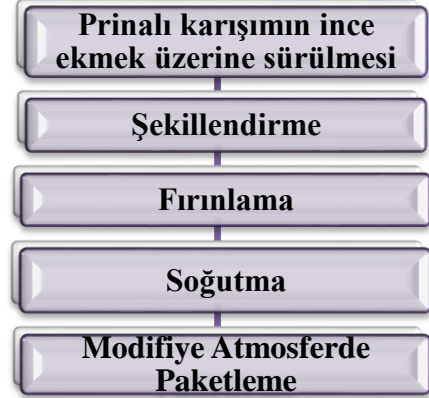 Prinalı karışımın ince
ekmek üzerine sürülmesi
Şekillendirme
Fırınlama
Soğutma
Modifiye Atmosferde
Paketleme